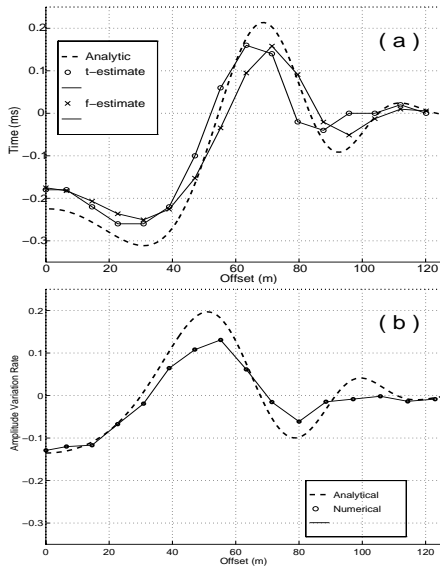 0.2
0.1
0
−0.1
−0.2
−0.3
Time (ms)
Analytic
t−estimate
f−estimate
( a )
0 20 40 60 80 100 120
Offset (m)
0.2
0.1
0
−0.1
−0.2
−0.3
Amplitude Variation Rate
( b )
Analytical
Numerical
0 20 40 60 80 100 120
Offset (m)